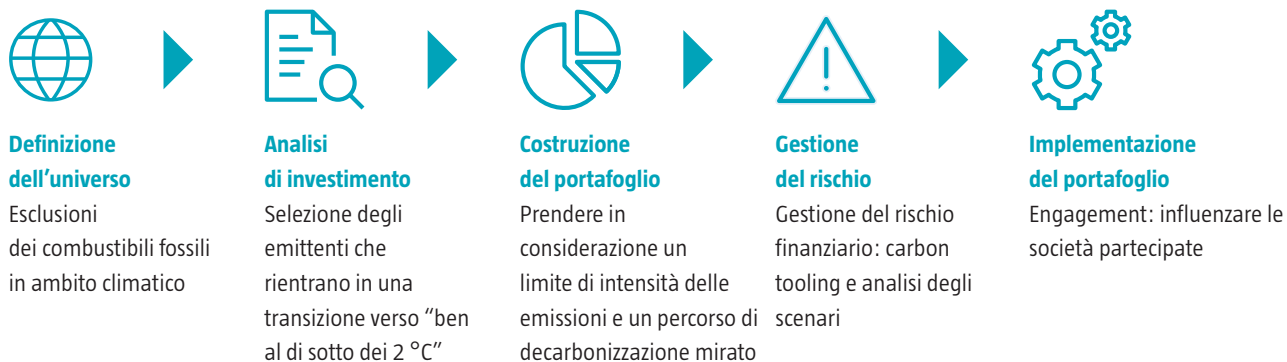 Definizione
dell'universo
Esclusioni
dei combustibili fossili
in ambito climatico
Analisi
di investimento
Selezione degli
emittenti che
rientrano in una
transizione verso “ben
al di sotto dei 2 °C”
Costruzione
del portafoglio
Prendere in
considerazione un
limite di intensità delle
emissioni e un percorso di
decarbonizzazione mirato
Gestione
del rischio
Gestione del rischio
finanziario: carbon
tooling e analisi degli
scenari
Implementazione
del portafoglio
Engagement: influenzare le
società partecipate